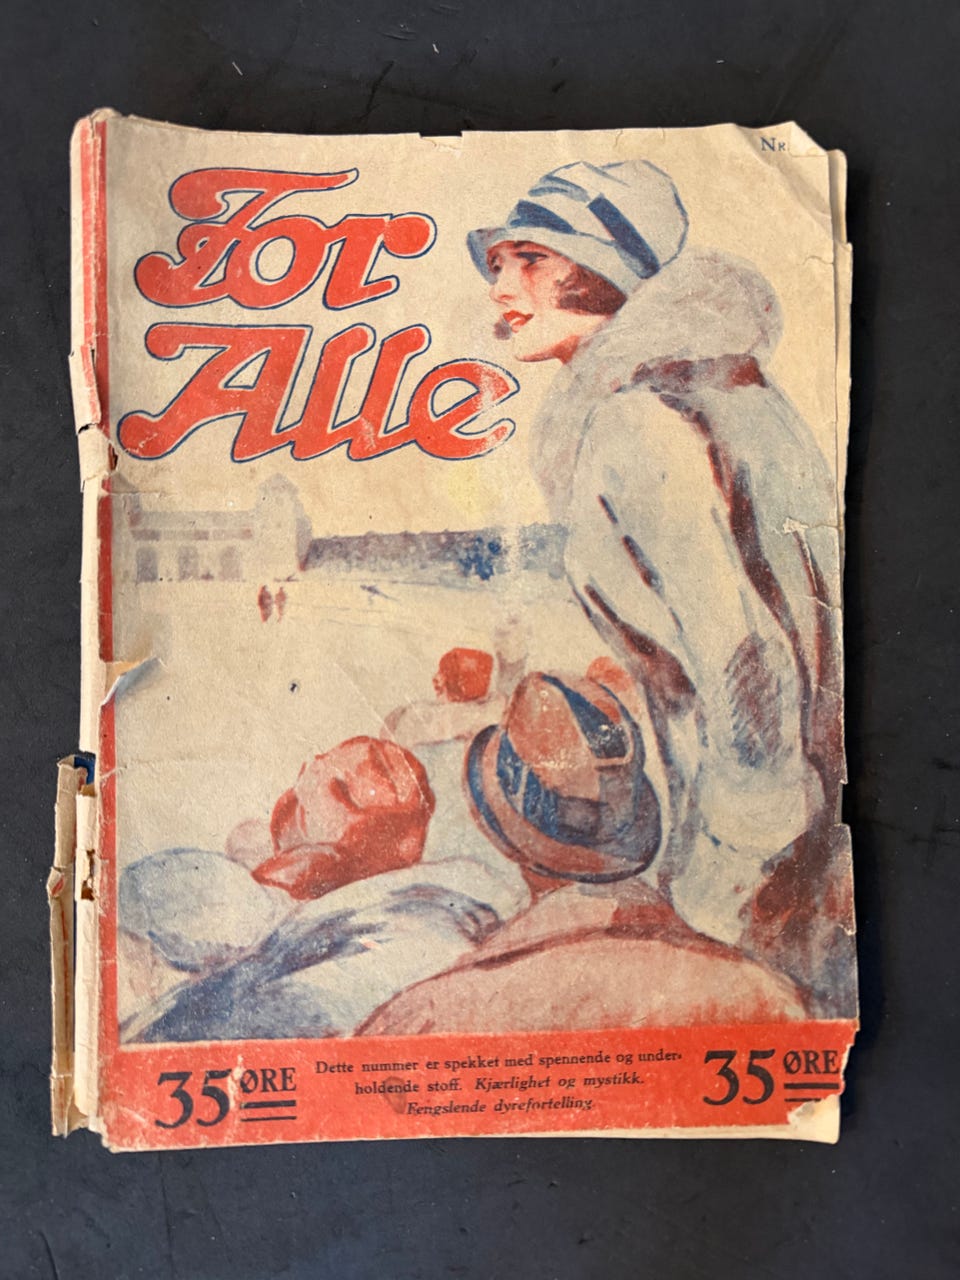 Nr.
For
Alle
35 ØRE
Dette nummer er spekket med spennende og under-
holdende stoff. Kjærlighet og mystikk.
Fengslende dyrefortelling.
35 ØRE